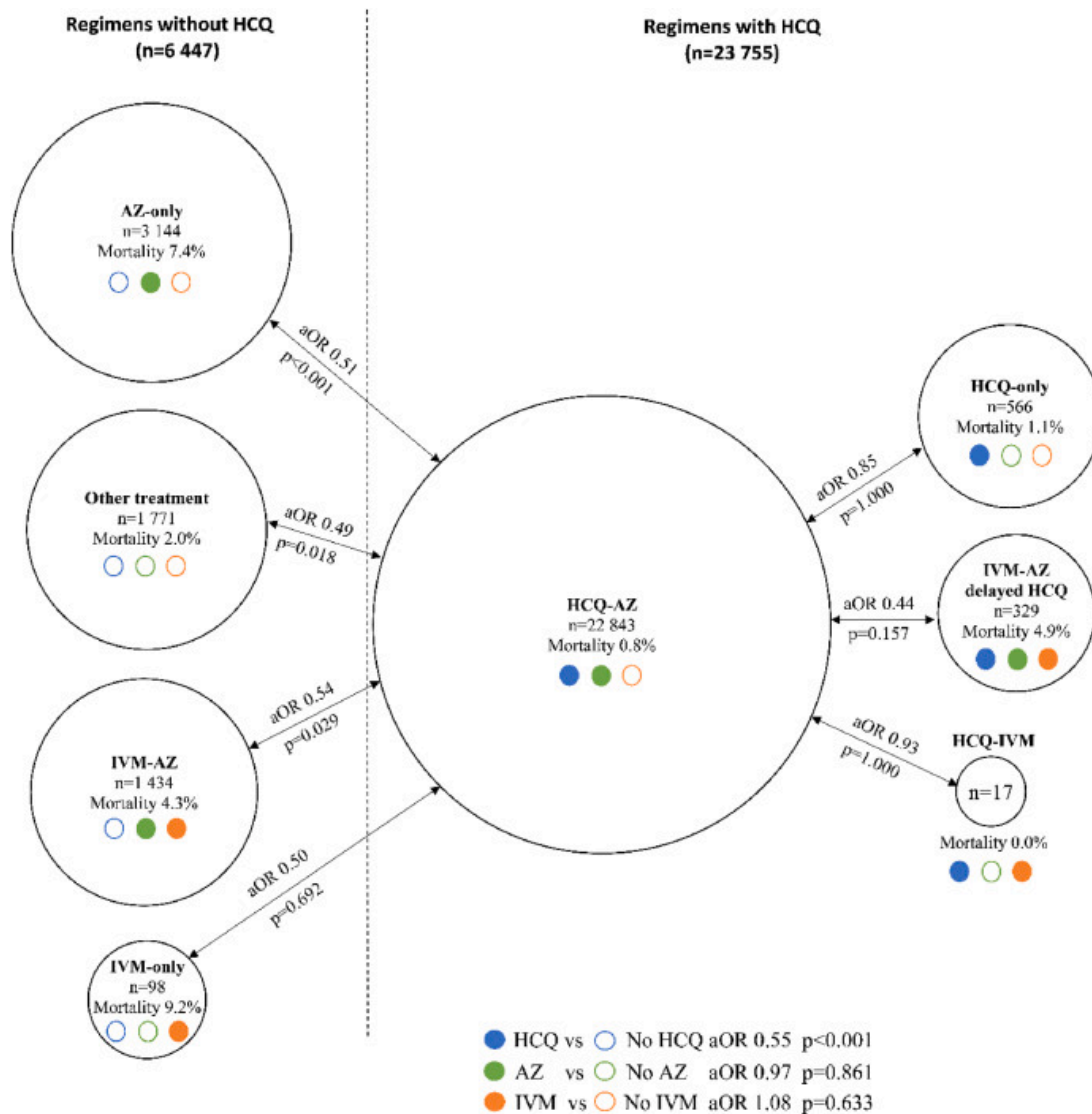 Regimens without HCQ
(n=6 447)
Regimens with HCQ
(n=23 755)
AZ-only
n=3 144
Mortality 7.4%
aOR 0.51
p<0.001
Other treatment
n=1 771
Mortality 2.0%
aOR 0.49
p=0.018
IVM-AZ
n=1 434
Mortality 4.3%
aOR 0.54
p=0.029
IVM-only
n=98
Mortality 9.2%
aOR 0.50
p=0.692
HCQ-AZ
n=22 843
Mortality 0.8%
HCQ-only
n=566
Mortality 1.1%
aOR 0.85
p=1.000
IVM-AZ
delayed HCQ
n=329
Mortality 4.9%
aOR 0.44
p=0.157
HCQ-IVM
n=17
Mortality 0.0%
aOR 0.93
p=1.000
HCQ vs No HCQ aOR 0.55 p<0.001
AZ vs No AZ aOR 0.97 p=0.861
IVM vs No IVM aOR 1.08 p=0.633